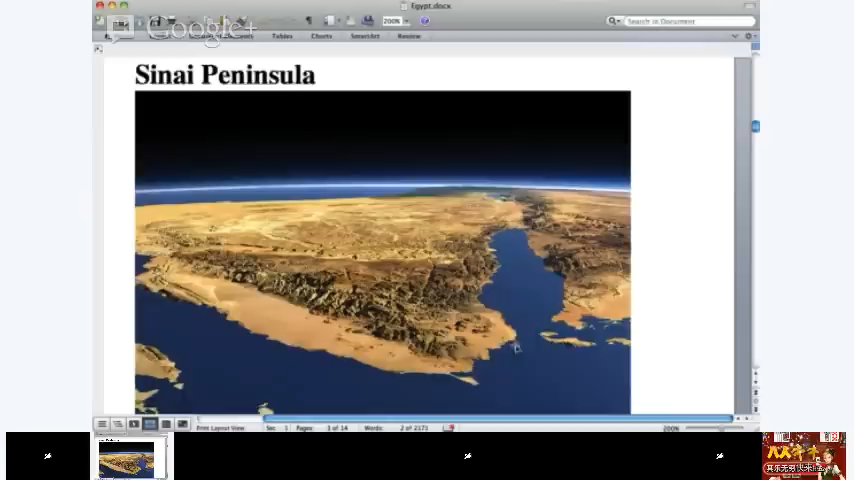 Egypt.docx
Google+
200%
Search in Document
Tables
Charts
SmartArt
Review
Sinai Peninsula
Print Layout View
Sec 1
Pages: 3 of 14
Words: 2 of 2171
200%